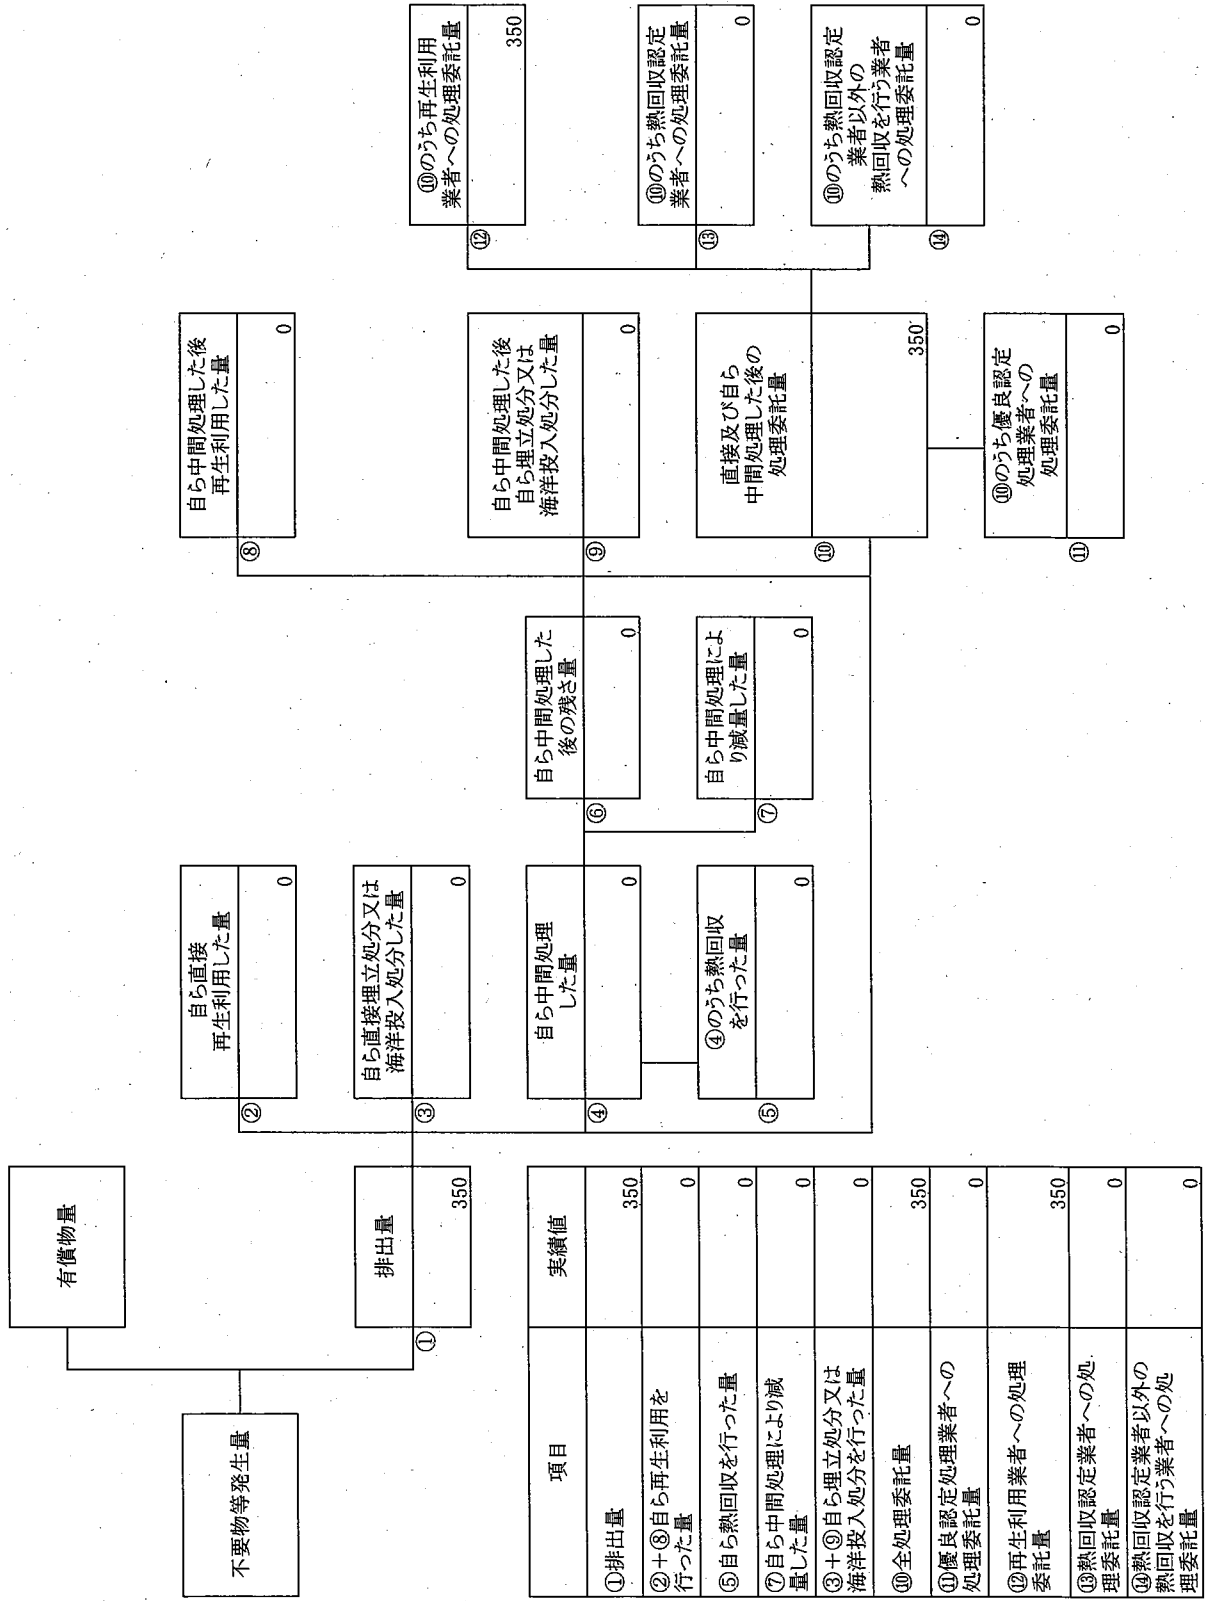 不要物等発生量
有償物量
排出量
①
350
自ら直接
再生利用した量
②
0
自ら直接埋立処分又は
海洋投入処分した量
③
0
自ら中間処理
した量
④
0
④のうち熱回収
を行った量
⑤
0
自ら中間処理した
後の残さ量
⑥
0
自ら中間処理によ
り減量した量
⑦
0
自ら中間処理した後
再生利用した量
⑧
0
自ら中間処理した後
自ら埋立処分又は
海洋投入処分した量
⑨
0
直接及び自ら
中間処理した後の
処理委託量
⑩
350
⑩のうち優良認定
処理業者への
処理委託量
⑪
0
⑩のうち再生利用
業者への処理委託量
⑫
350
⑩のうち熱回収認定
業者への処理委託量
⑬
0
⑩のうち熱回収認定
業者以外の
熱回収を行う業者
への処理委託量
⑭
0
項目 実績値
①排出量 350
②+⑧自ら再生利用を
行った量 0
⑤自ら熱回収を行った量 0
⑦自ら中間処理により減
量した量 0
③+⑨自ら埋立処分又は
海洋投入処分を行った量 0
⑩全処理委託量 350
⑪優良認定処理業者への
処理委託量 0
⑫再生利用業者への処理
委託量 350
⑬熱回収認定業者への処
理委託量 0
⑭熱回収認定業者以外の
熱回収を行う業者への処
理委託量 0